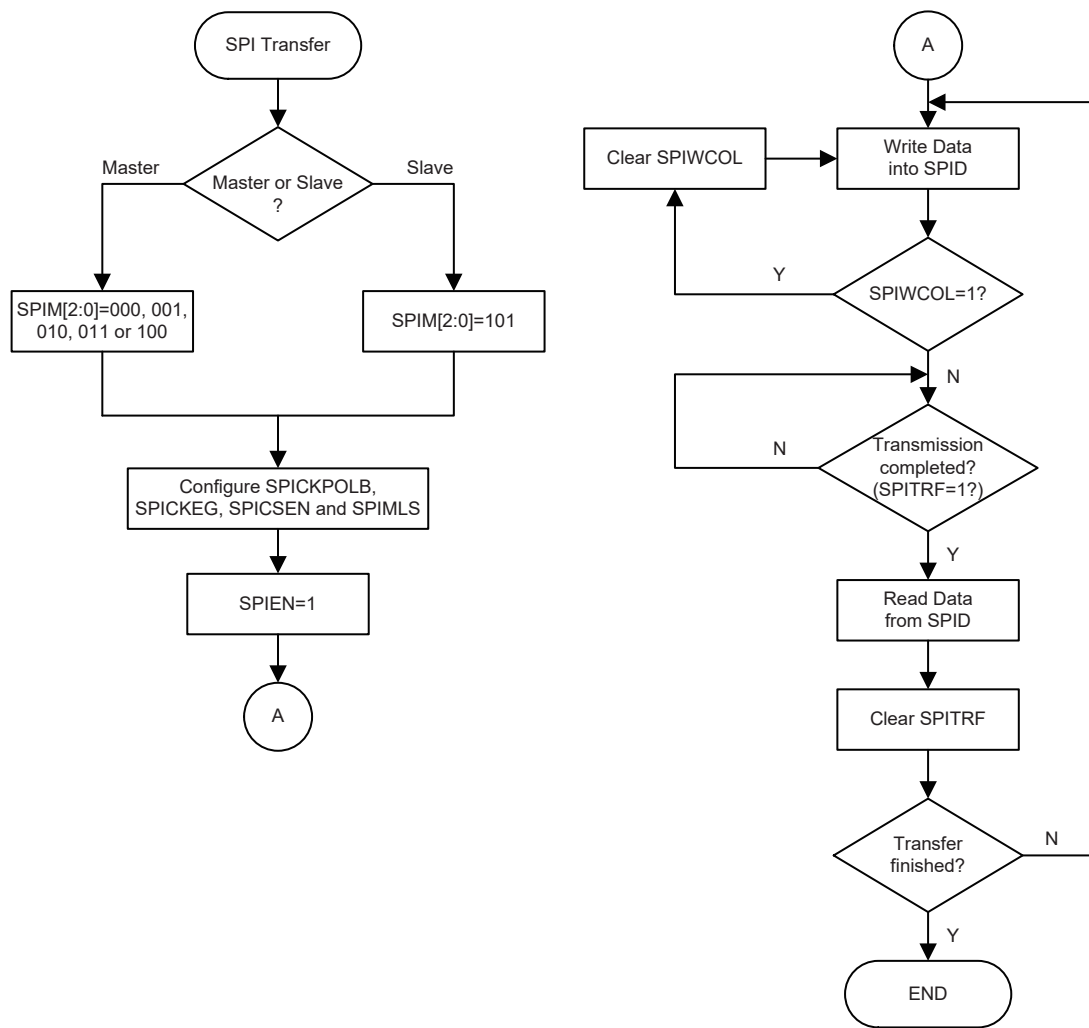 SPI Transfer
Master or Slave
?
Master
Slave
SPIM[2:0]=000, 001,
010, 011 or 100
SPIM[2:0]=101
Configure SPICKPOLB,
SPICKEG, SPICSEN and SPIMLS
SPIEN=1
A
A
Write Data
into SPID
Clear SPIWCOL
SPIWCOL=1?
Y
N
Transmission
completed?
(SPITRF=1?)
N
Y
Read Data
from SPID
Clear SPITRF
Transfer
finished?
N
Y
END